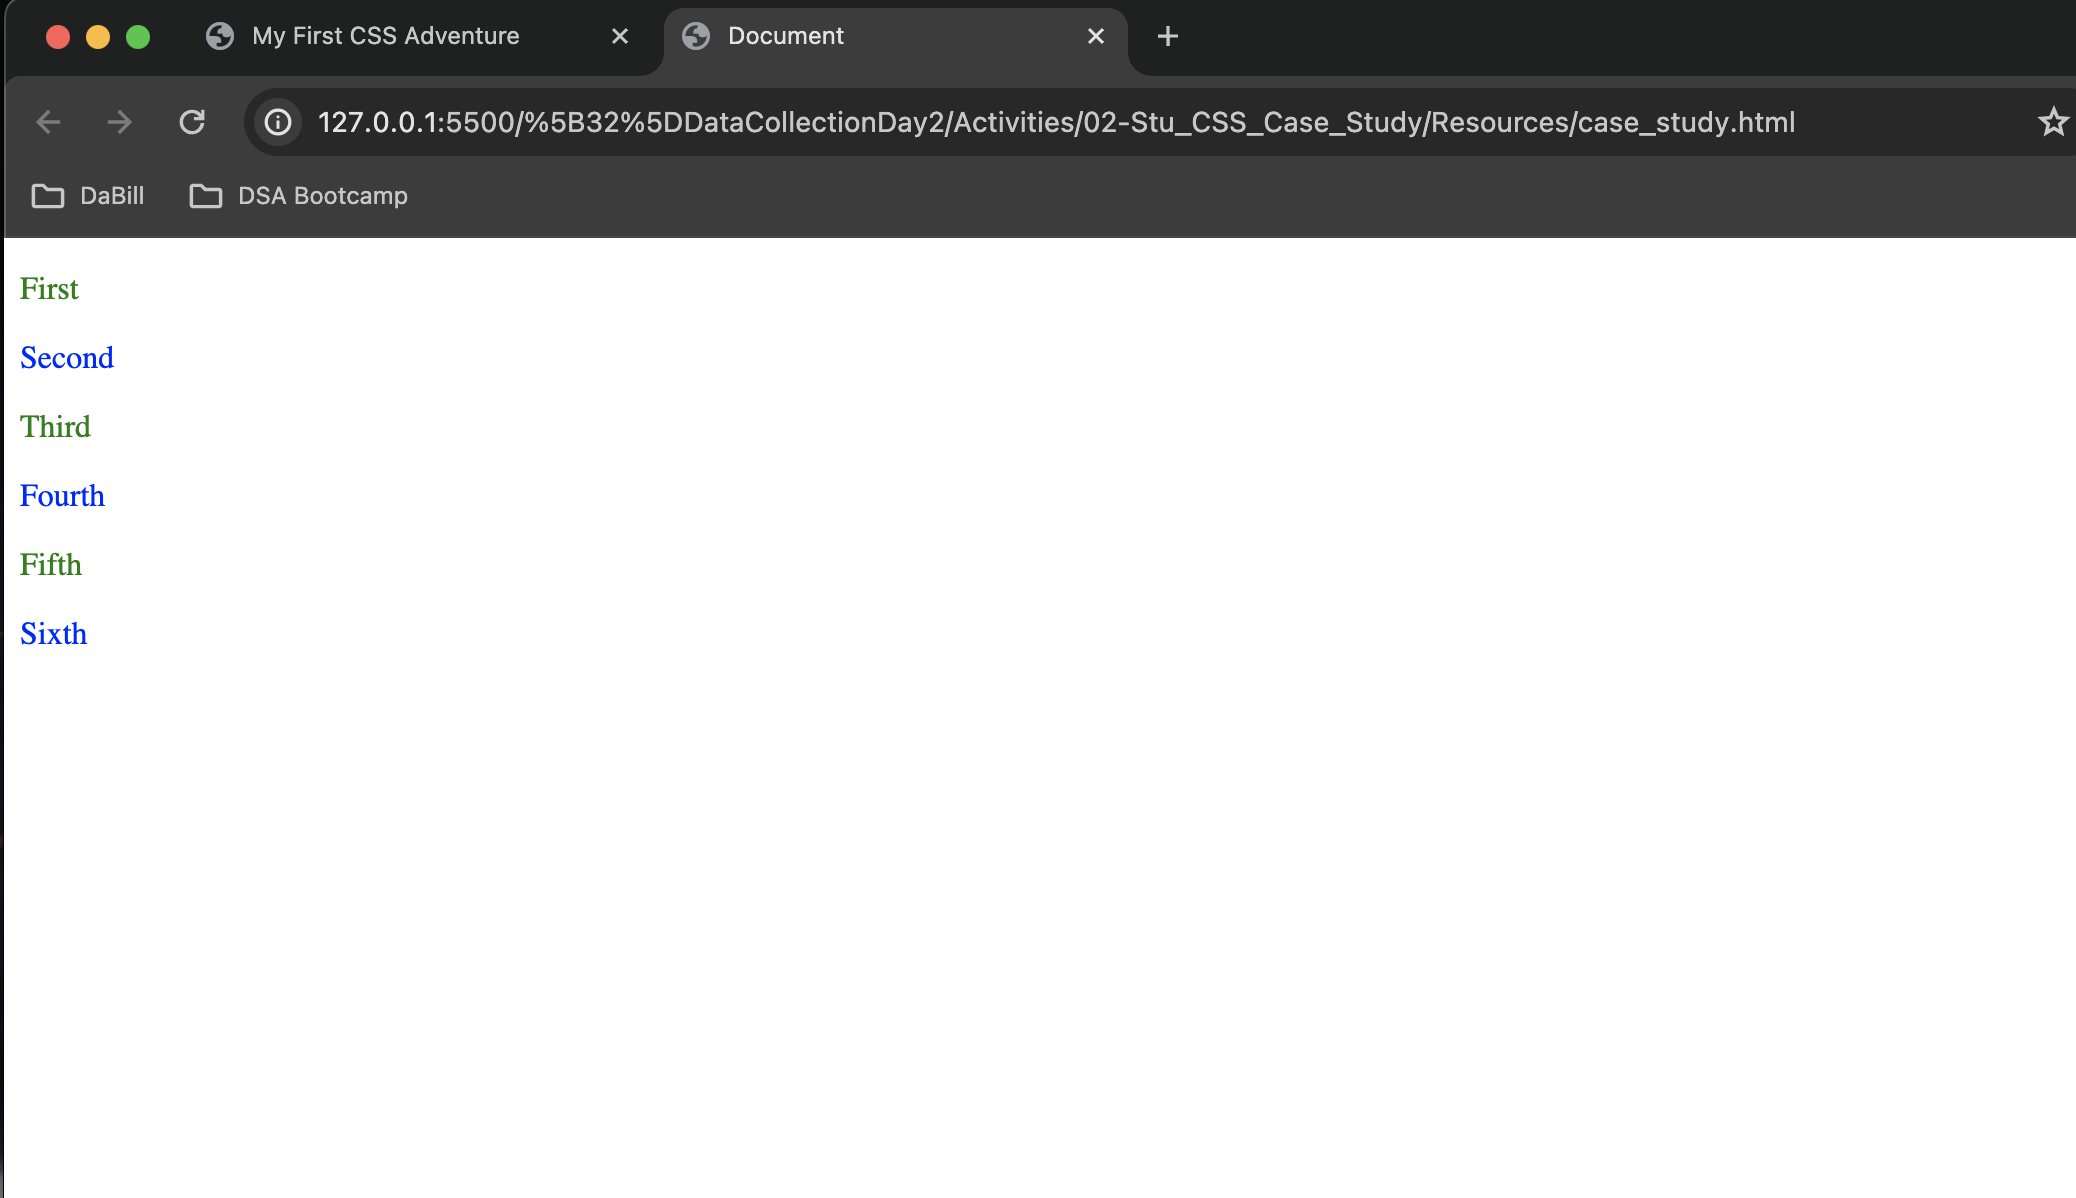 My First CSS Adventure
Document
127.0.0.1:5500/%5B32%5DDataCollectionDay2/Activities/02-Stu_CSS_Case_Study/Resources/case_study.html
DaBill
DSA Bootcamp
First
Second
Third
Fourth
Fifth
Sixth